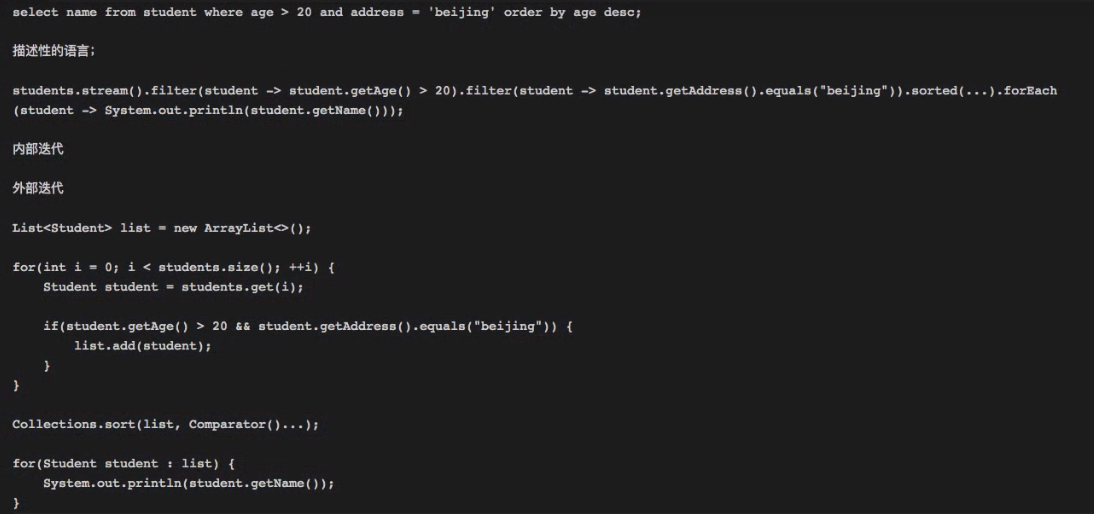 select name from student where age > 20 and address = 'beijing' order by age desc;
描述性的语言；
students.stream().filter(student -> student.getAge() > 20).filter(student -> student.getAddress().equals("beijing")).sorted(...).forEach
(student -> System.out.println(student.getName()));
内部迭代
外部迭代
List<Student> list = new ArrayList<>();
for(int i = 0; i < students.size(); ++i) {
    Student student = students.get(i);
    if(student.getAge() > 20 && student.getAddress().equals("beijing")) {
        list.add(student);
    }
}
Collections.sort(list, Comparator()...);
for(Student student : list) {
    System.out.println(student.getName());
}